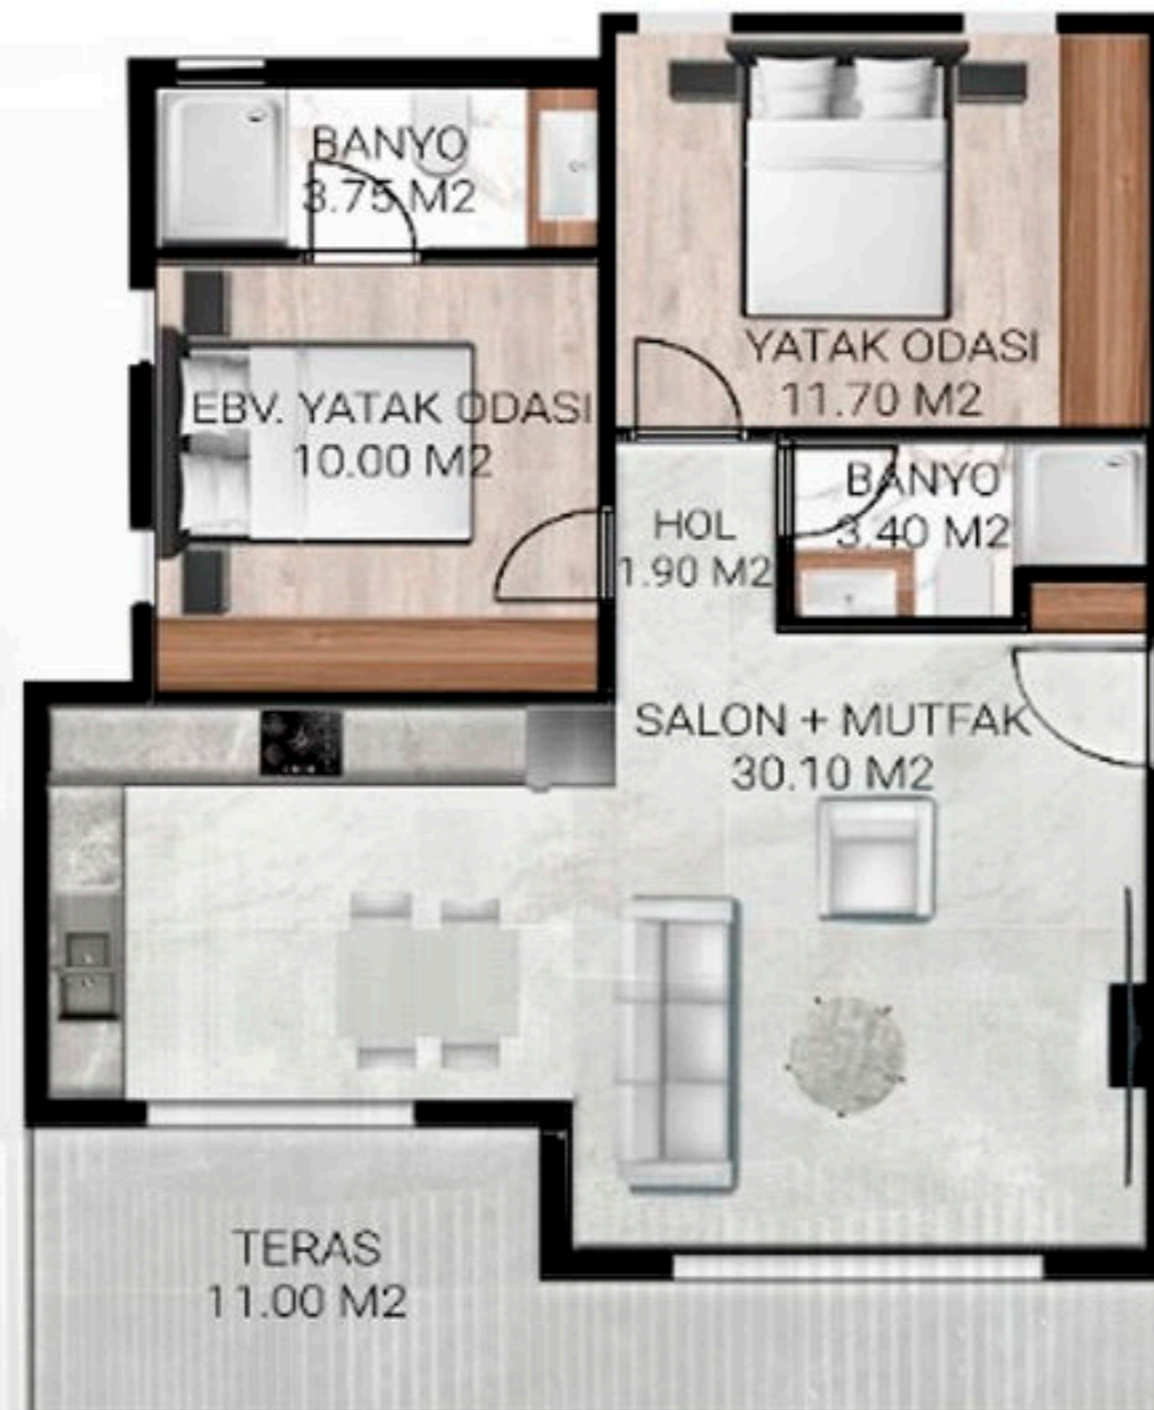 BANYO
3.75 M2
YATAK ODASI
11.70 M2
EBV. YATAK ODASI
10.00 M2
BANYO
3.40 M2
HOL
1.90 M2
SALON + MUTFAK
30.10 M2
TERAS
11.00 M2